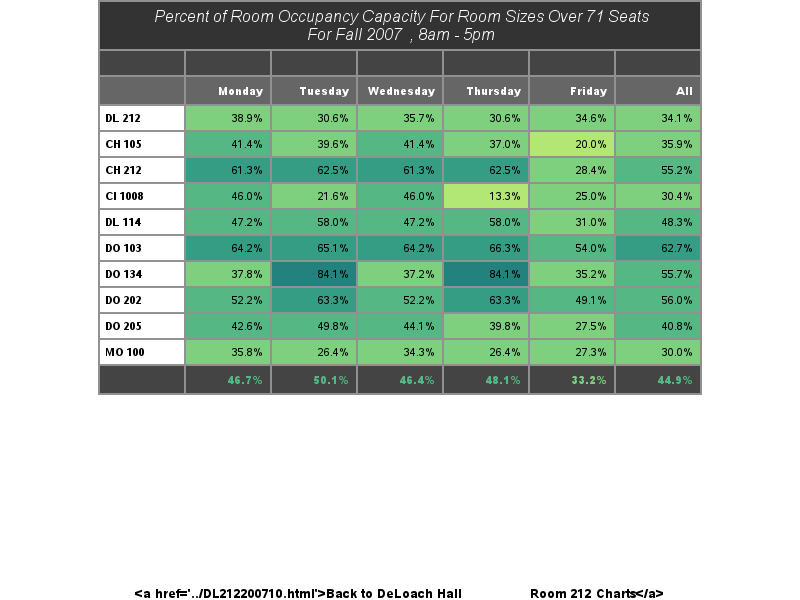 Percent of Room Occupancy Capacity For Room Sizes Over 71 Seats
For Fall 2007 , 8am - 5pm
Monday Tuesday Wednesday Thursday Friday All
DL 212 38.9% 30.6% 35.7% 30.6% 34.6% 34.1%
CH 105 41.4% 39.6% 41.4% 37.0% 20.0% 35.9%
CH 212 61.3% 62.5% 61.3% 62.5% 28.4% 55.2%
CI 1008 46.0% 21.6% 46.0% 13.3% 25.0% 30.4%
DL 114 47.2% 58.0% 47.2% 58.0% 31.0% 48.3%
DO 103 64.2% 65.1% 64.2% 66.3% 54.0% 62.7%
DO 134 37.8% 84.1% 37.2% 84.1% 35.2% 55.7%
DO 202 52.2% 63.3% 52.2% 63.3% 49.1% 56.0%
DO 205 42.6% 49.8% 44.1% 39.8% 27.5% 40.8%
MO 100 35.8% 26.4% 34.3% 26.4% 27.3% 30.0%
46.7% 50.1% 46.4% 48.1% 33.2% 44.9%
<a href='../DL212200710.html'>Back to DeLoach Hall Room 212 Charts</a>